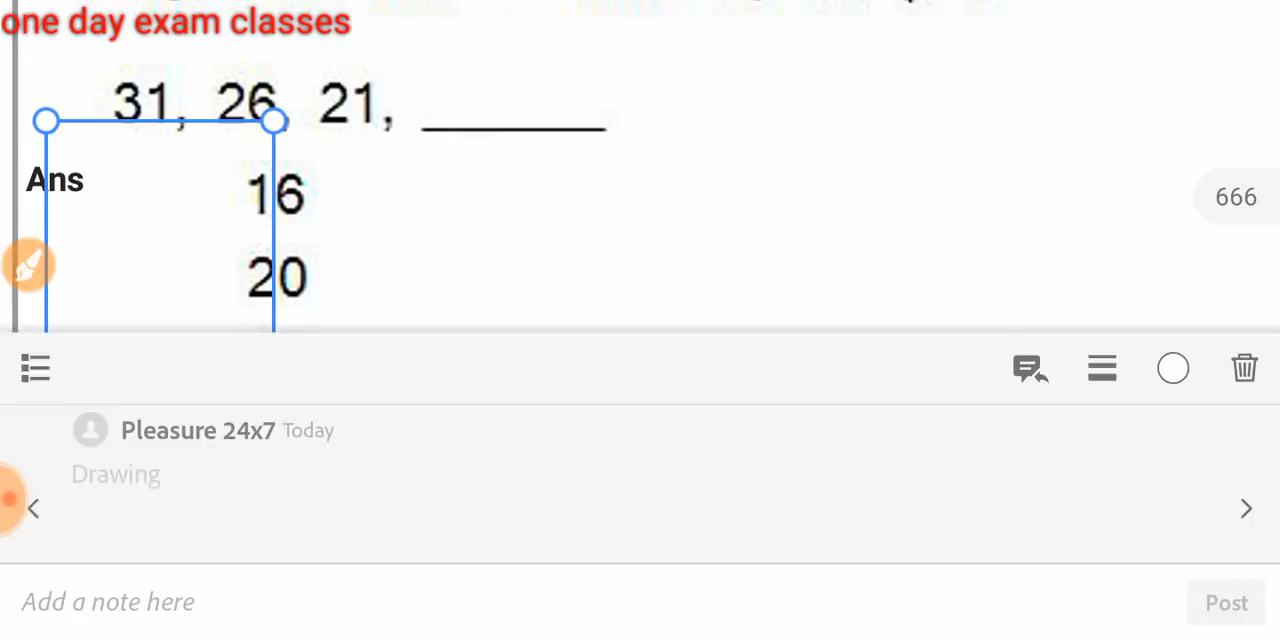 one day exam classes
31, 26, 21, ________
Ans 16
20
666
Pleasure 24x7 Today
Drawing
Add a note here
Post